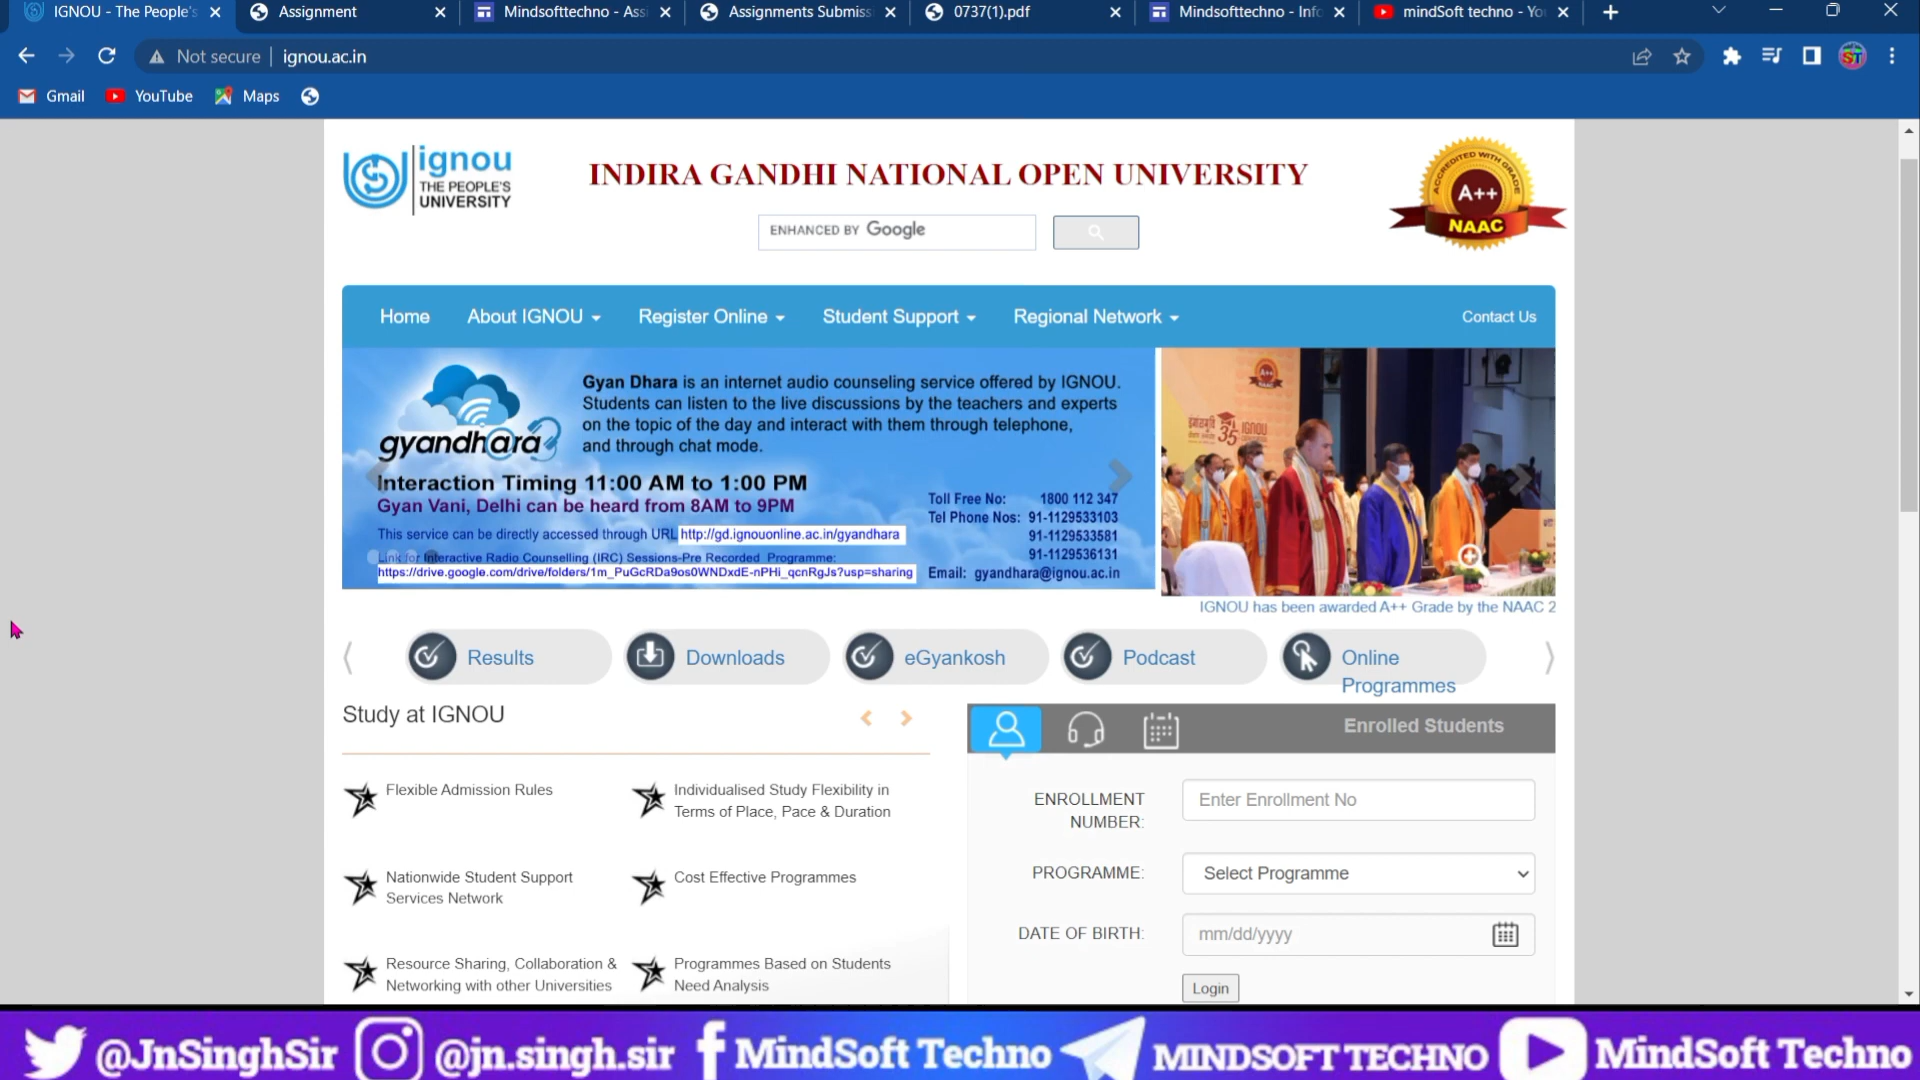 IGNOU - The People's
Assignment
Mindsofttechno - Assi
Assignments Submiss
0737(1).pdf
Mindsofttechno - Info
mindSoft techno - Yo
Not secure
ignou.ac.in
Gmail
YouTube
Maps
ignou
THE PEOPLE'S
UNIVERSITY
INDIRA GANDHI NATIONAL OPEN UNIVERSITY
ENHANCED BY Google
ACCREDITED WITH GRADE
A++
NAAC
Home
About IGNOU
Register Online
Student Support
Regional Network
Contact Us
gyandhara
Gyan Dhara is an internet audio counseling service offered by IGNOU.
Students can listen to the live discussions by the teachers and experts
on the topic of the day and interact with them through telephone,
and through chat mode.
Interaction Timing 11:00 AM to 1:00 PM
Gyan Vani, Delhi can be heard from 8AM to 9PM
This service can be directly accessed through URL http://gd.ignouonline.ac.in/gyandhara
Link for Interactive Radio Counselling (IRC) Sessions-Pre Recorded Programme:
https://drive.google.com/drive/folders/1m_PuGcRDa9os0WNDxdE-nPHi_qcnRgJs?usp=sharing
Toll Free No: 1800 112 347
Tel Phone Nos: 91-1129533103
91-1129533581
91-1129536131
Email: gyandhara@ignou.ac.in
35
IGNOU has been awarded A++ Grade by the NAAC 2
Results
Downloads
eGyankosh
Podcast
Online
Programmes
Study at IGNOU
Flexible Admission Rules
Individualised Study Flexibility in
Terms of Place, Pace & Duration
Nationwide Student Support
Services Network
Cost Effective Programmes
Resource Sharing, Collaboration &
Networking with other Universities
Programmes Based on Students
Need Analysis
Enrolled Students
ENROLLMENT
NUMBER:
Enter Enrollment No
PROGRAMME:
Select Programme
DATE OF BIRTH:
mm/dd/yyyy
Login
@JnSinghSir
@jn.singh.sir
MindSoft Techno
MINDSOFT TECHNO
MindSoft Techno